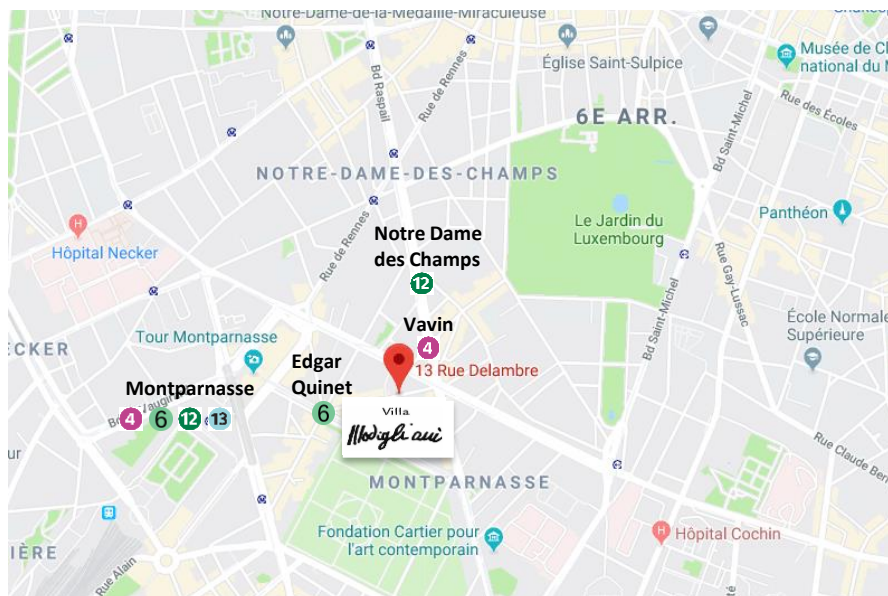 Notre-Dame-de-la-Médaille-Miraculeuse
Bd Raspail
Rue de Rennes
Église Saint-Sulpice
Musée de Cl
national du M
Rue des Écoles
6E ARR.
Bd Saint-Michel
NOTRE-DAME-DES-CHAMPS
H
Hôpital Necker
Rue de Rennes
Notre Dame
des Champs
12
Le Jardin du
Luxembourg
Panthéon
Rue Gay-Lussac
Bd Saint-Michel
École Normale
Supérieure
ECKER
Tour Montparnasse
Vavin
4
13 Rue Delambre
Edgar
Quinet
6
Montparnasse
4 6 12 13
Villa
Modigliani
MONTPARNASSE
Rue Claude Ber
ur
Fondation Cartier pour
l'art contemporain
H
Hôpital Cochin
IÈRE
Rue Alain